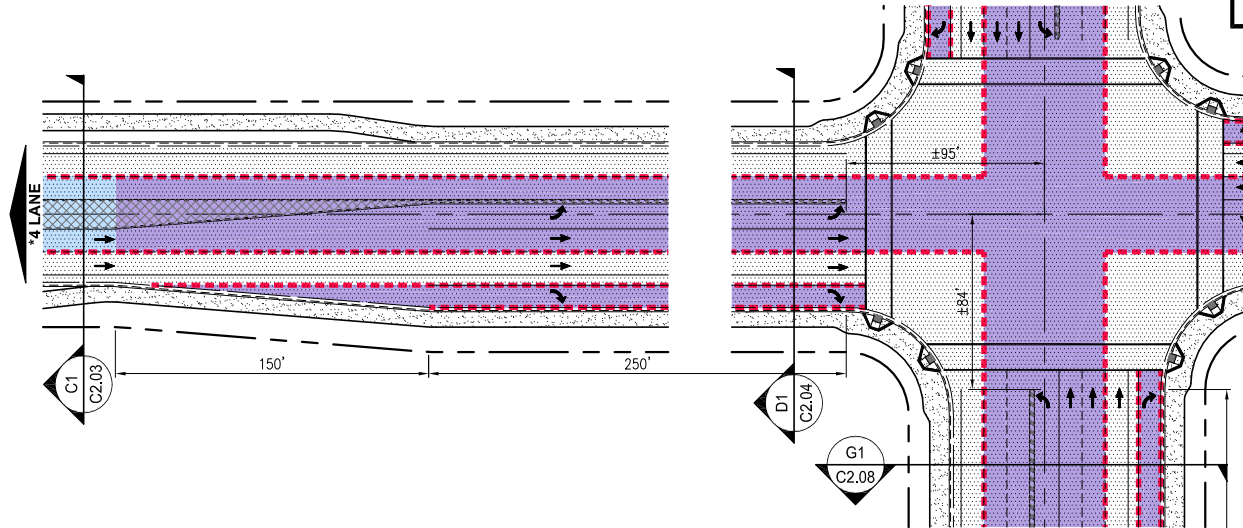 *4 LANE
±95'
±84'
150'
250'
C1
C2.03
D1
C2.04
G1
C2.08